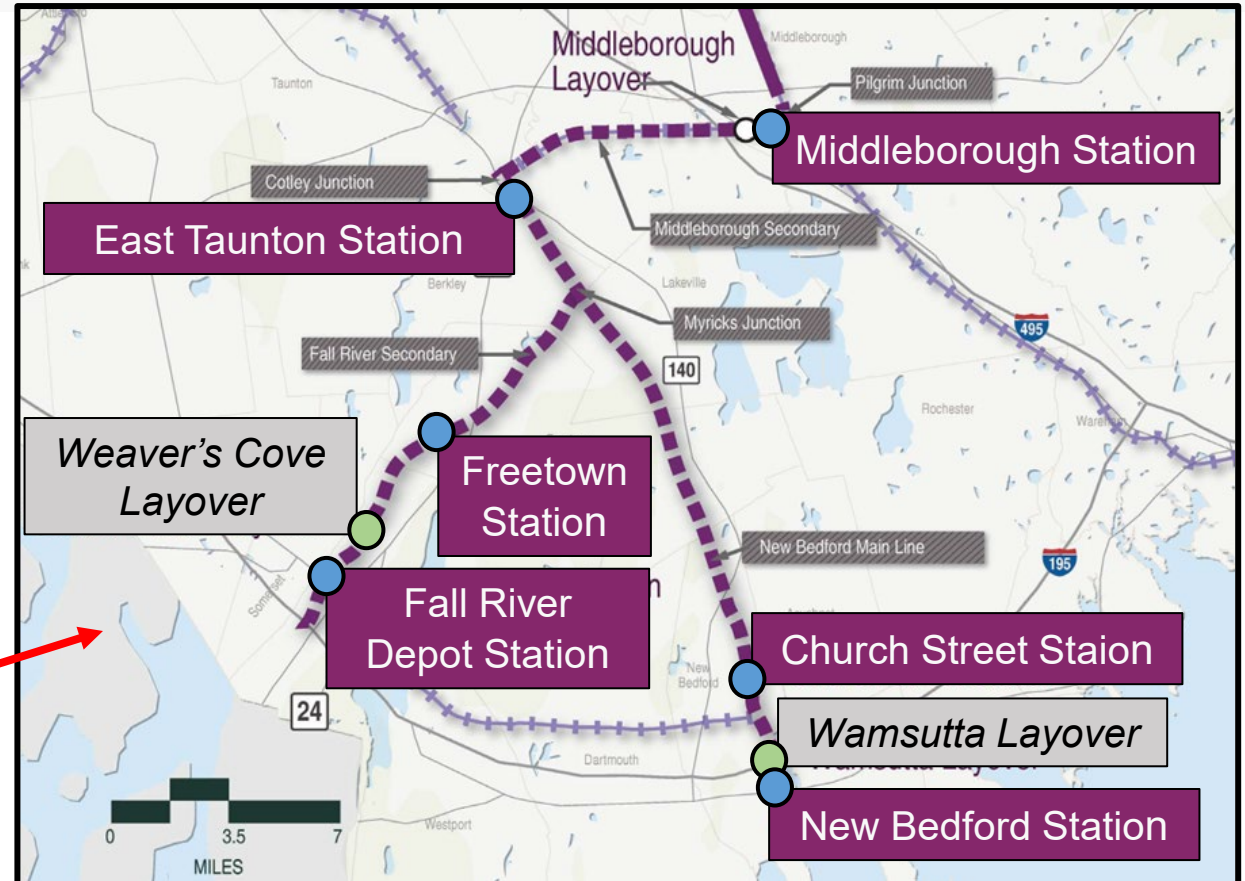 Middleborough
Layover
Middleborough
Taunton
Pilgrim Junction
Middleborough Station
Cotley Junction
East Taunton Station
Middleborough Secondary
Berkley
Lakeville
Myricks Junction
Fall River Secondary
495
140
Rochester
Weaver's Cove
Layover
Freetown
Station
New Bedford Main Line
195
Somerset
Fall River
Depot Station
Church Street Staion
New
Bedford
24
Wamsutta Layover
Dartmouth
New Bedford Station
Westport
0 3.5 7
MILES